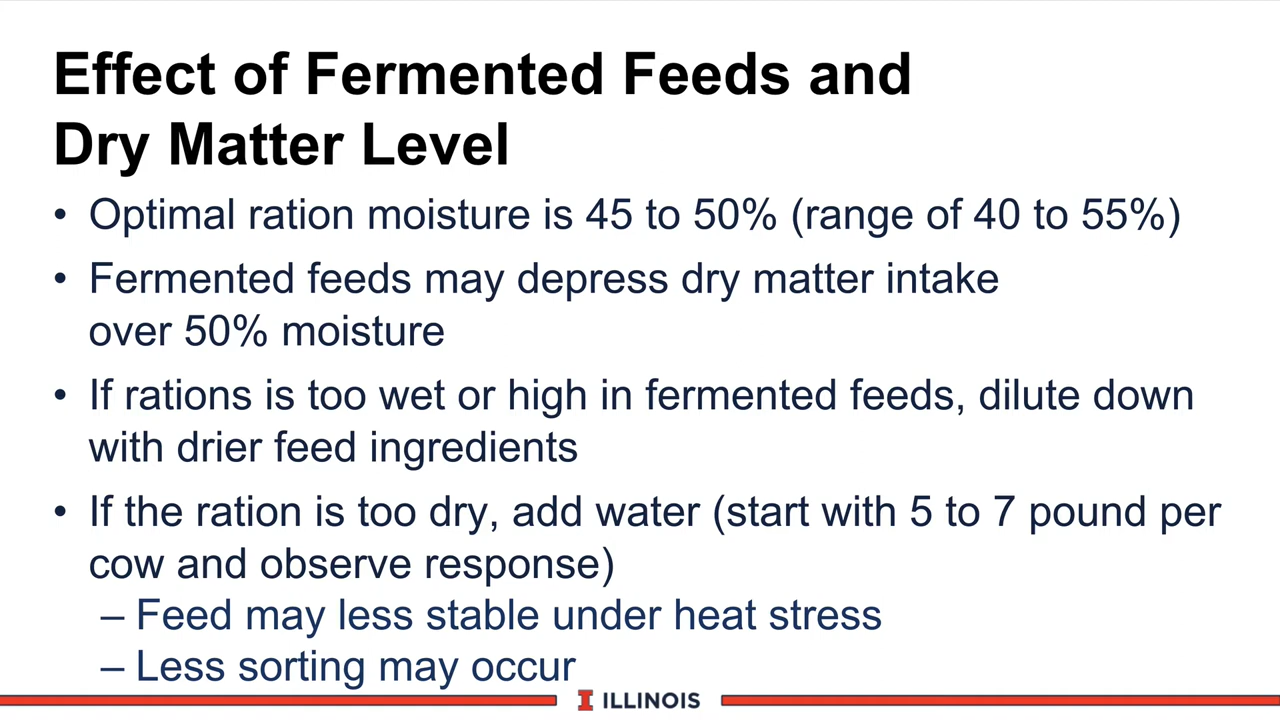 Effect of Fermented Feeds and
Dry Matter Level
• Optimal ration moisture is 45 to 50% (range of 40 to 55%)
• Fermented feeds may depress dry matter intake
over 50% moisture
• If rations is too wet or high in fermented feeds, dilute down
with drier feed ingredients
• If the ration is too dry, add water (start with 5 to 7 pound per
cow and observe response)
– Feed may less stable under heat stress
– Less sorting may occur
I ILLINOIS